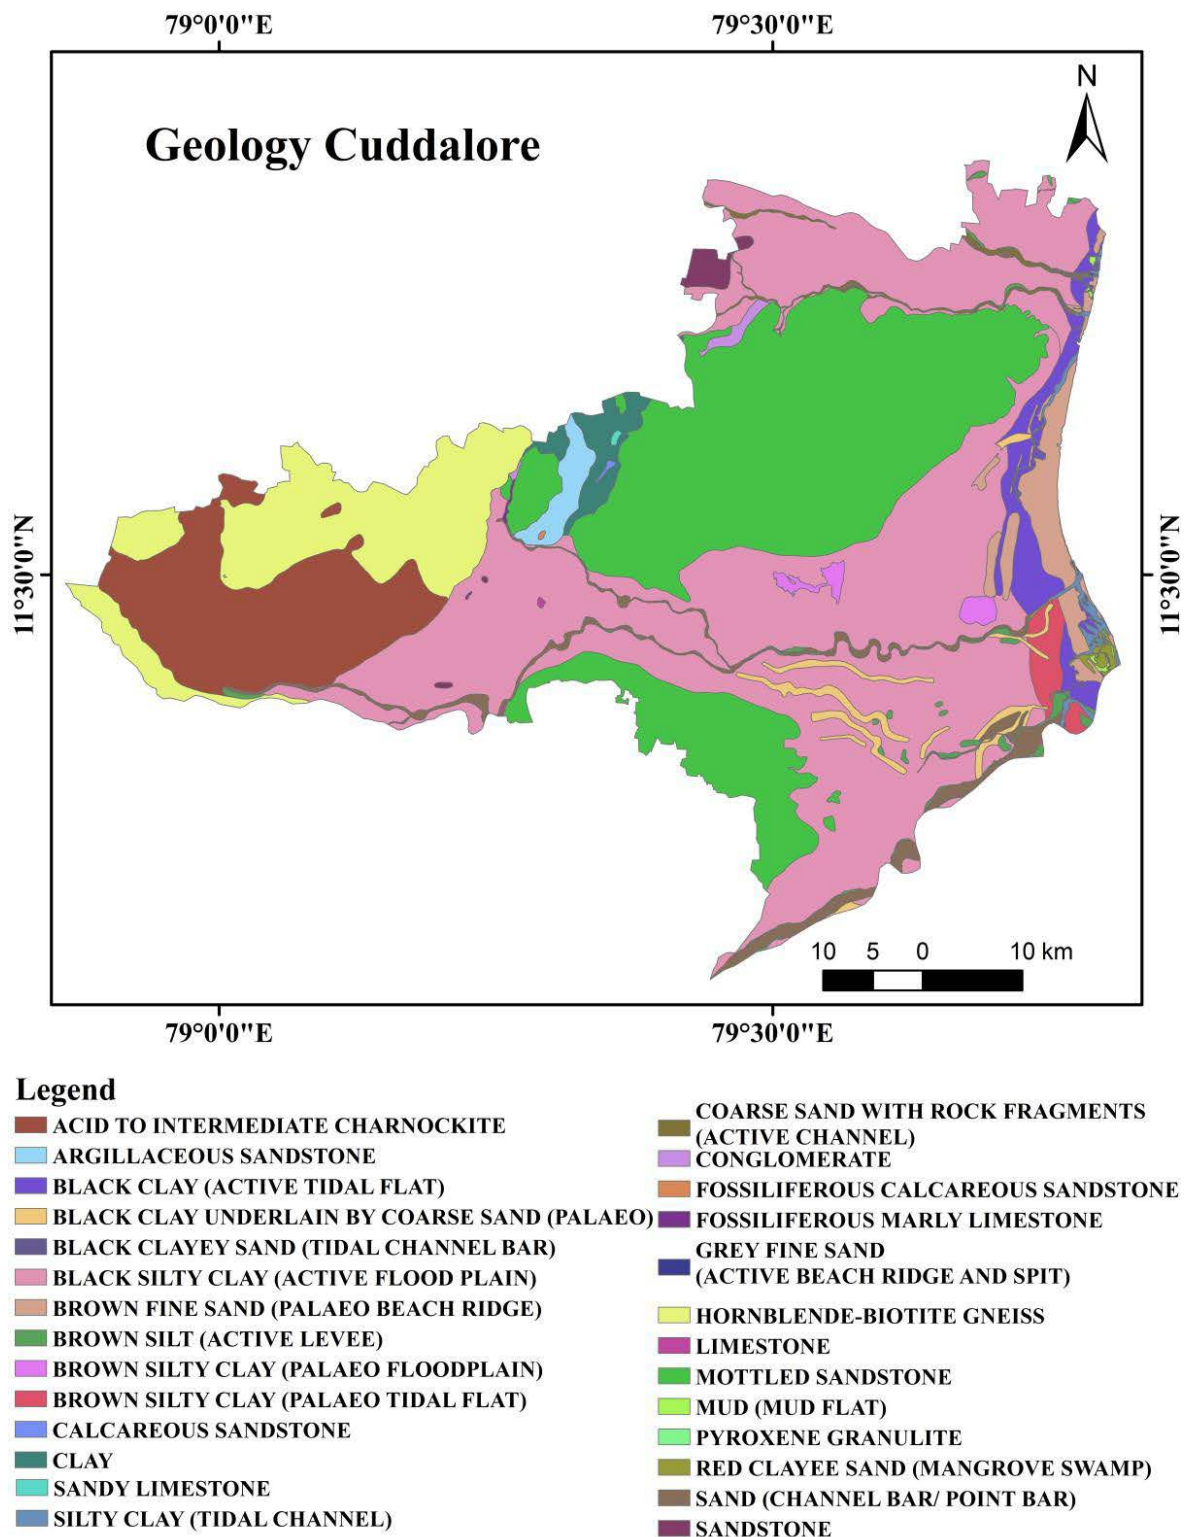 79°0'0"E 79°30'0"E
N
Geology Cuddalore
11°30'0"N 11°30'0"N
10 5 0 10 km
79°0'0"E 79°30'0"E
Legend
ACID TO INTERMEDIATE CHARNOCKITE
ARGILLACEOUS SANDSTONE
BLACK CLAY (ACTIVE TIDAL FLAT)
BLACK CLAY UNDERLAIN BY COARSE SAND (PALAEO)
BLACK CLAYEY SAND (TIDAL CHANNEL BAR)
BLACK SILTY CLAY (ACTIVE FLOOD PLAIN)
BROWN FINE SAND (PALAEO BEACH RIDGE)
BROWN SILT (ACTIVE LEVEE)
BROWN SILTY CLAY (PALAEO FLOODPLAIN)
BROWN SILTY CLAY (PALAEO TIDAL FLAT)
CALCAREOUS SANDSTONE
CLAY
SANDY LIMESTONE
SILTY CLAY (TIDAL CHANNEL)
COARSE SAND WITH ROCK FRAGMENTS
(ACTIVE CHANNEL)
CONGLOMERATE
FOSSILIFEROUS CALCAREOUS SANDSTONE
FOSSILIFEROUS MARLY LIMESTONE
GREY FINE SAND
(ACTIVE BEACH RIDGE AND SPIT)
HORNBLENDE-BIOTITE GNEISS
LIMESTONE
MOTTLED SANDSTONE
MUD (MUD FLAT)
PYROXENE GRANULITE
RED CLAYEE SAND (MANGROVE SWAMP)
SAND (CHANNEL BAR/ POINT BAR)
SANDSTONE